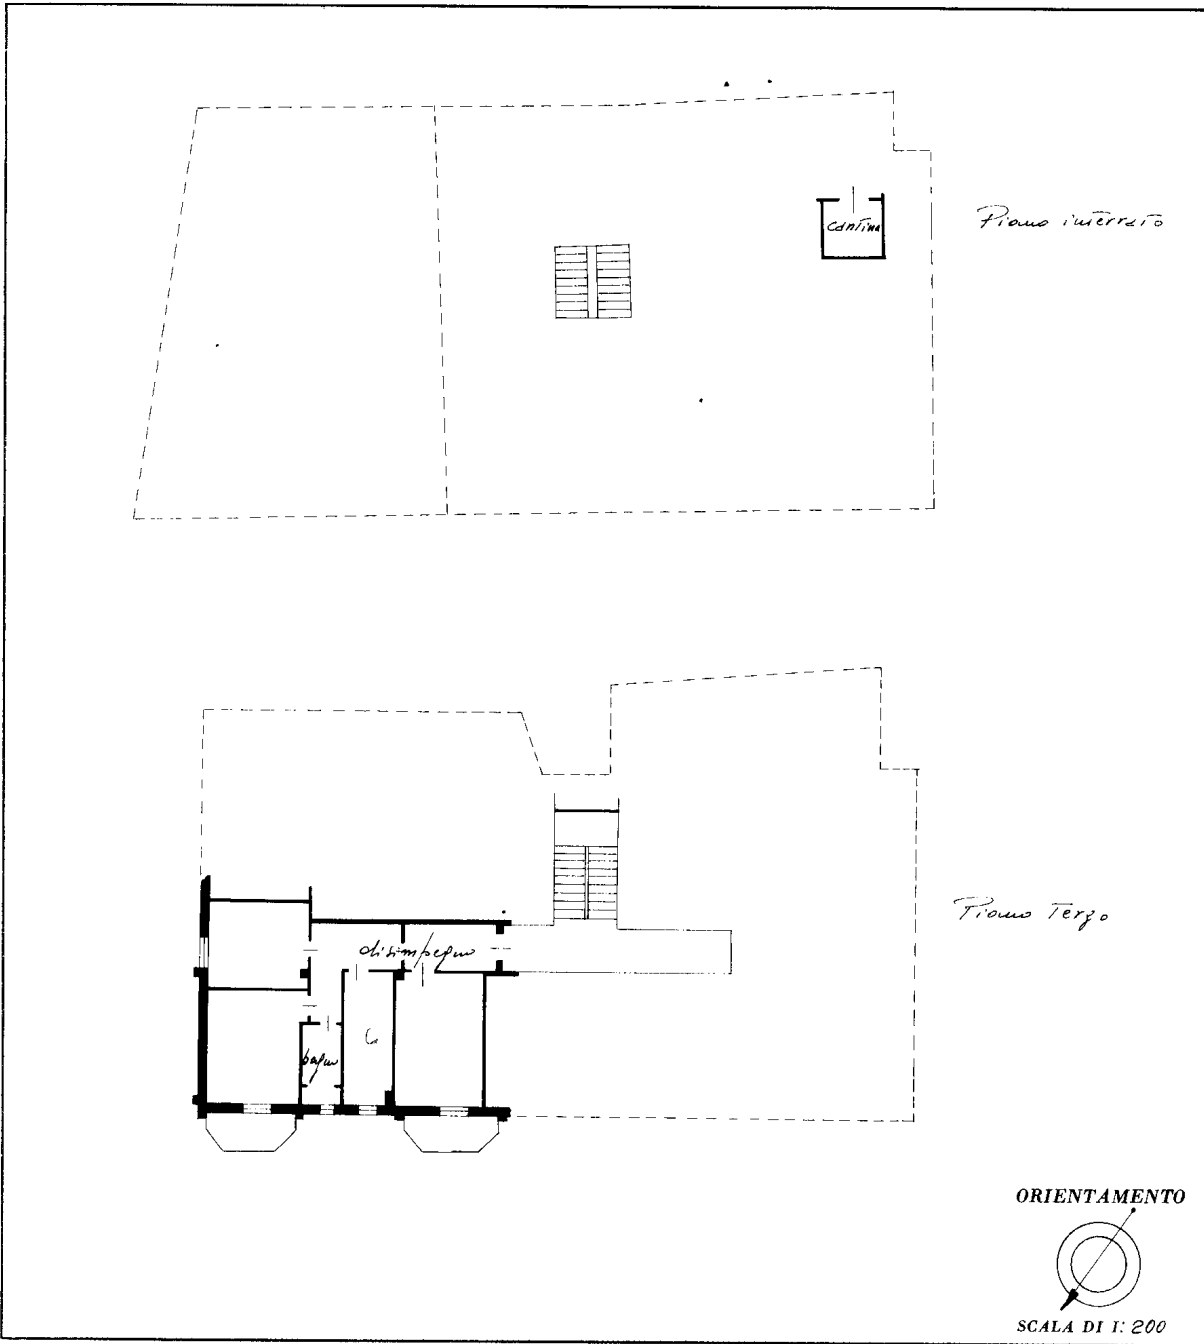 Piano interrato
cantina
Piano Terzo
disimpegno
bagno
ORIENTAMENTO
SCALA DI 1: 200